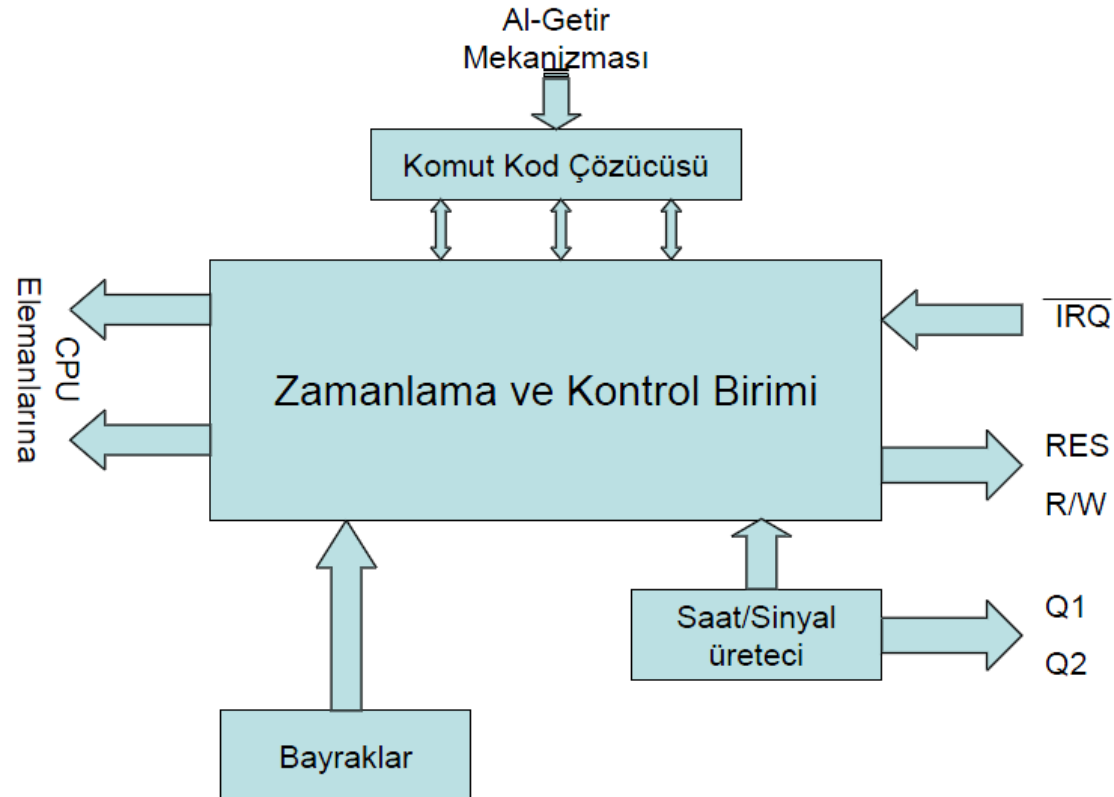 Al-Getir
Mekanizması
Komut Kod Çözücüsü
CPU
Elemanlarına
Zamanlama ve Kontrol Birimi
IRQ
RES
R/W
Saat/Sinyal
üreteci
Q1
Q2
Bayraklar